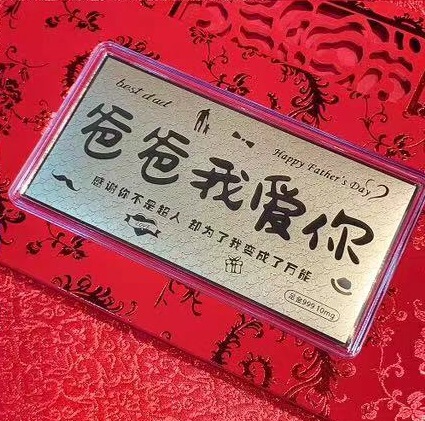 best dad
Happy Father's Day
爸爸我爱你
感谢你不是超人 却为了我变成了万能
足金999 10mg